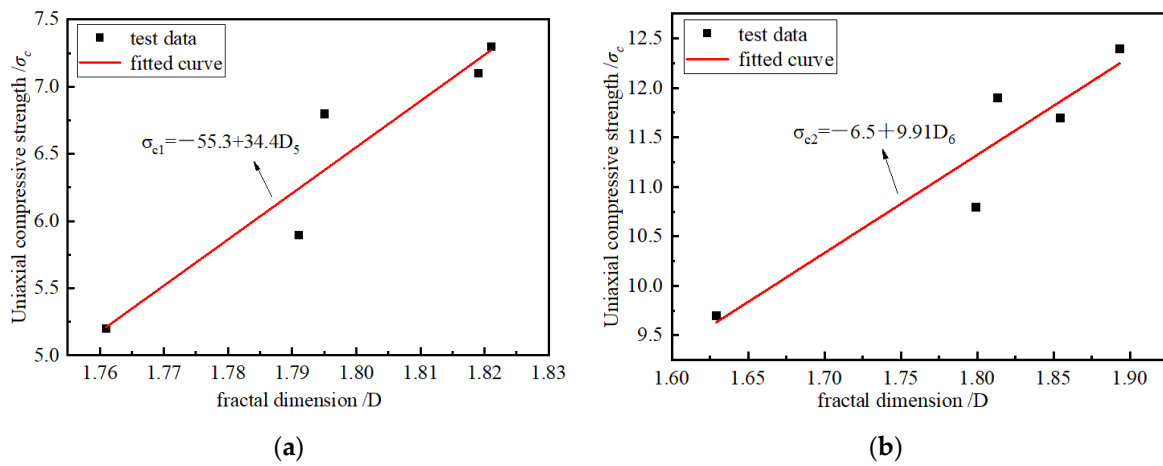 7.5
7.0
6.5
6.0
5.5
5.0
Uniaxial compressive strength /σc
test data
fitted curve
σc1=－55.3+34.4D5
1.76 1.77 1.78 1.79 1.80 1.81 1.82 1.83
fractal dimension /D
(a)
12.5
12.0
11.5
11.0
10.5
10.0
9.5
Uniaxial compressive strength /σc
test data
fitted curve
σc2=－6.5＋9.91D6
1.60 1.65 1.70 1.75 1.80 1.85 1.90
fractal dimension /D
(b)